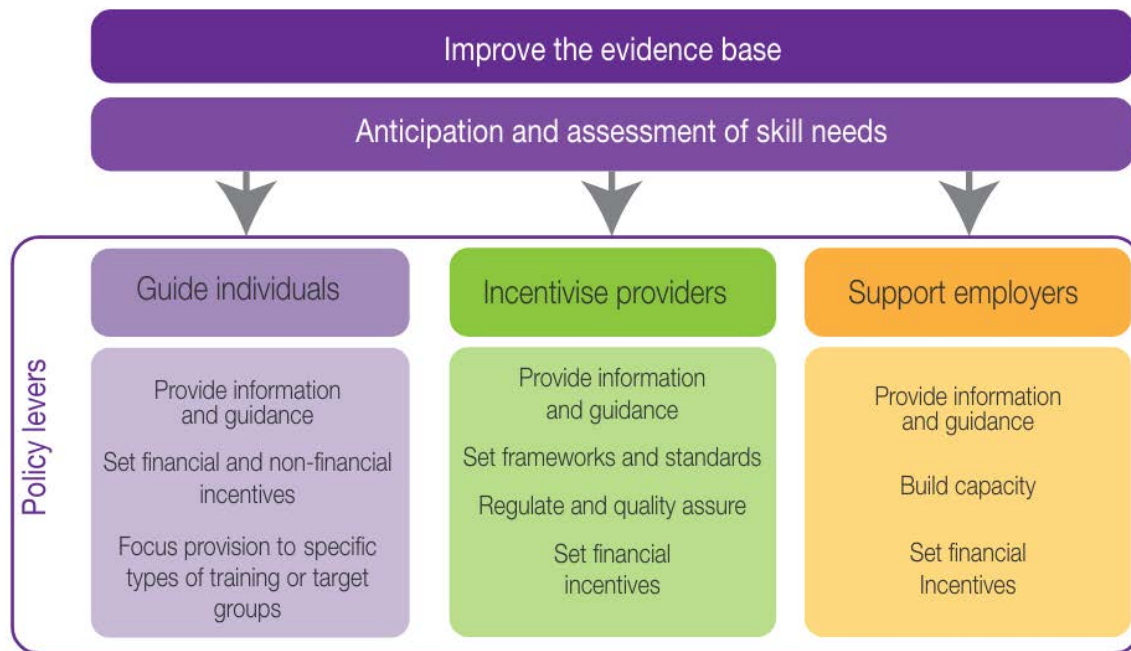 Improve the evidence base
Anticipation and assessment of skill needs
Policy levers
Guide individuals
Provide information
and guidance
Set financial and non-financial
incentives
Focus provision to specific
types of training or target
groups
Incentivise providers
Provide information
and guidance
Set frameworks and standards
Regulate and quality assure
Set financial
incentives
Support employers
Provide information
and guidance
Build capacity
Set financial
Incentives